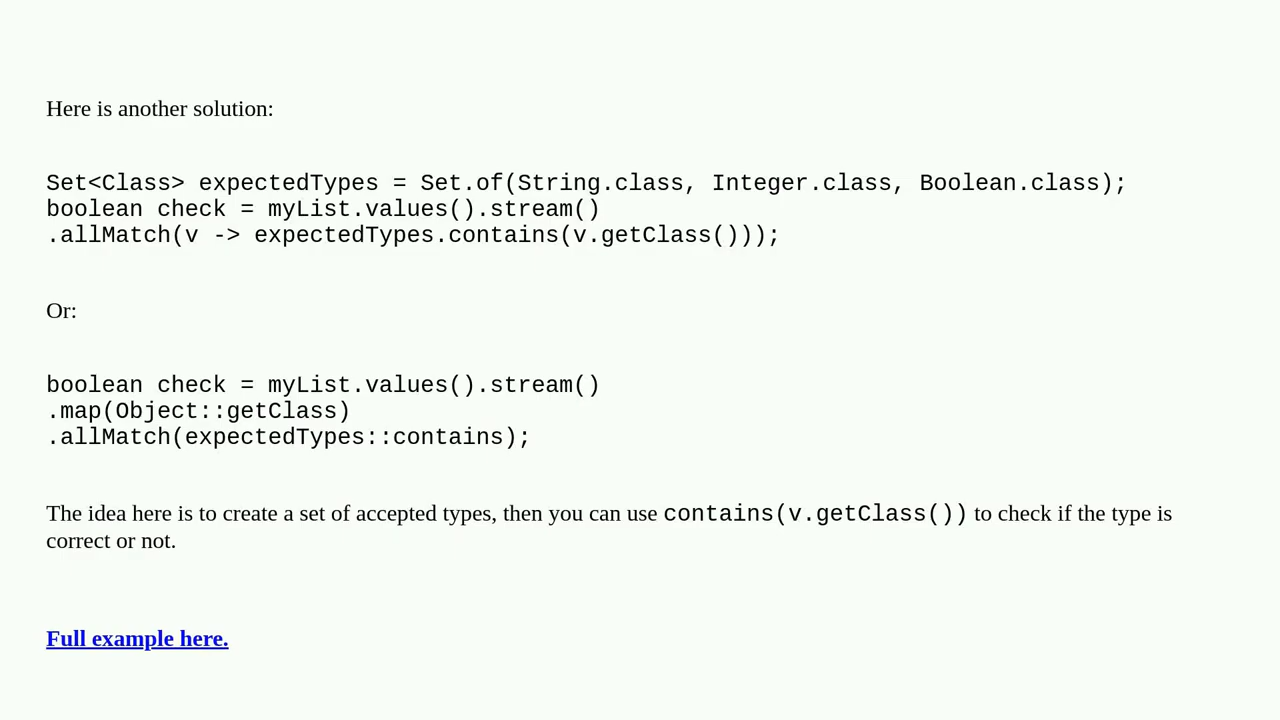 Here is another solution:
Set<Class> expectedTypes = Set.of(String.class, Integer.class, Boolean.class);
boolean check = myList.values().stream()
.allMatch(v -> expectedTypes.contains(v.getClass()));
Or:
boolean check = myList.values().stream()
.map(Object::getClass)
.allMatch(expectedTypes::contains);
The idea here is to create a set of accepted types, then you can use contains(v.getClass()) to check if the type is
correct or not.
Full example here.